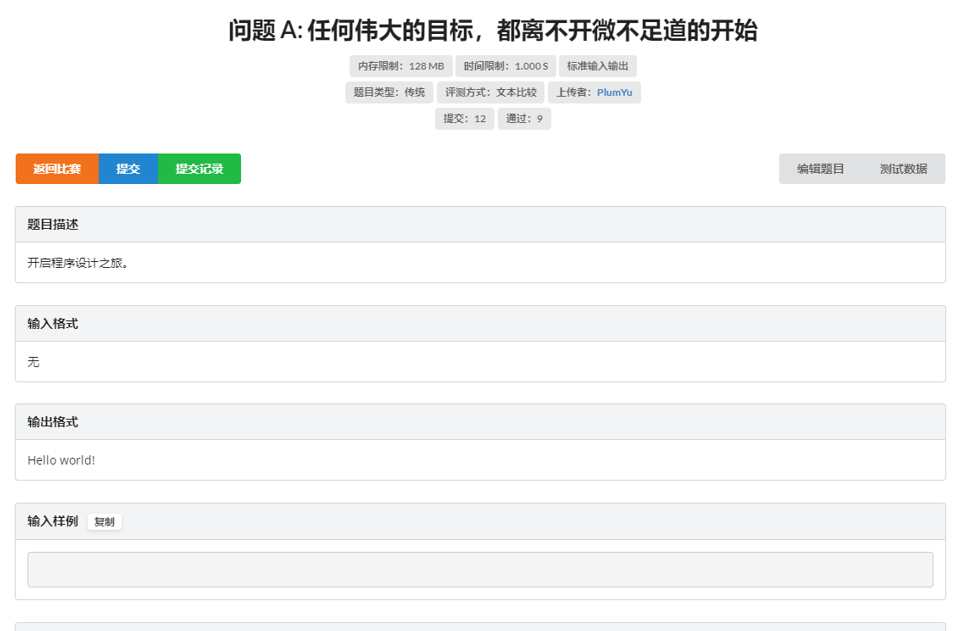 问题 A: 任何伟大的目标，都离不开微不足道的开始
内存限制：128 MB 时间限制：1.000 S 标准输入输出
题目类型：传统 评测方式：文本比较 上传者：PlumYu
提交：12 通过：9
返回比赛 提交 提交记录 编辑题目 测试数据
题目描述
开启程序设计之旅。
输入格式
无
输出格式
Hello world!
输入样例 复制